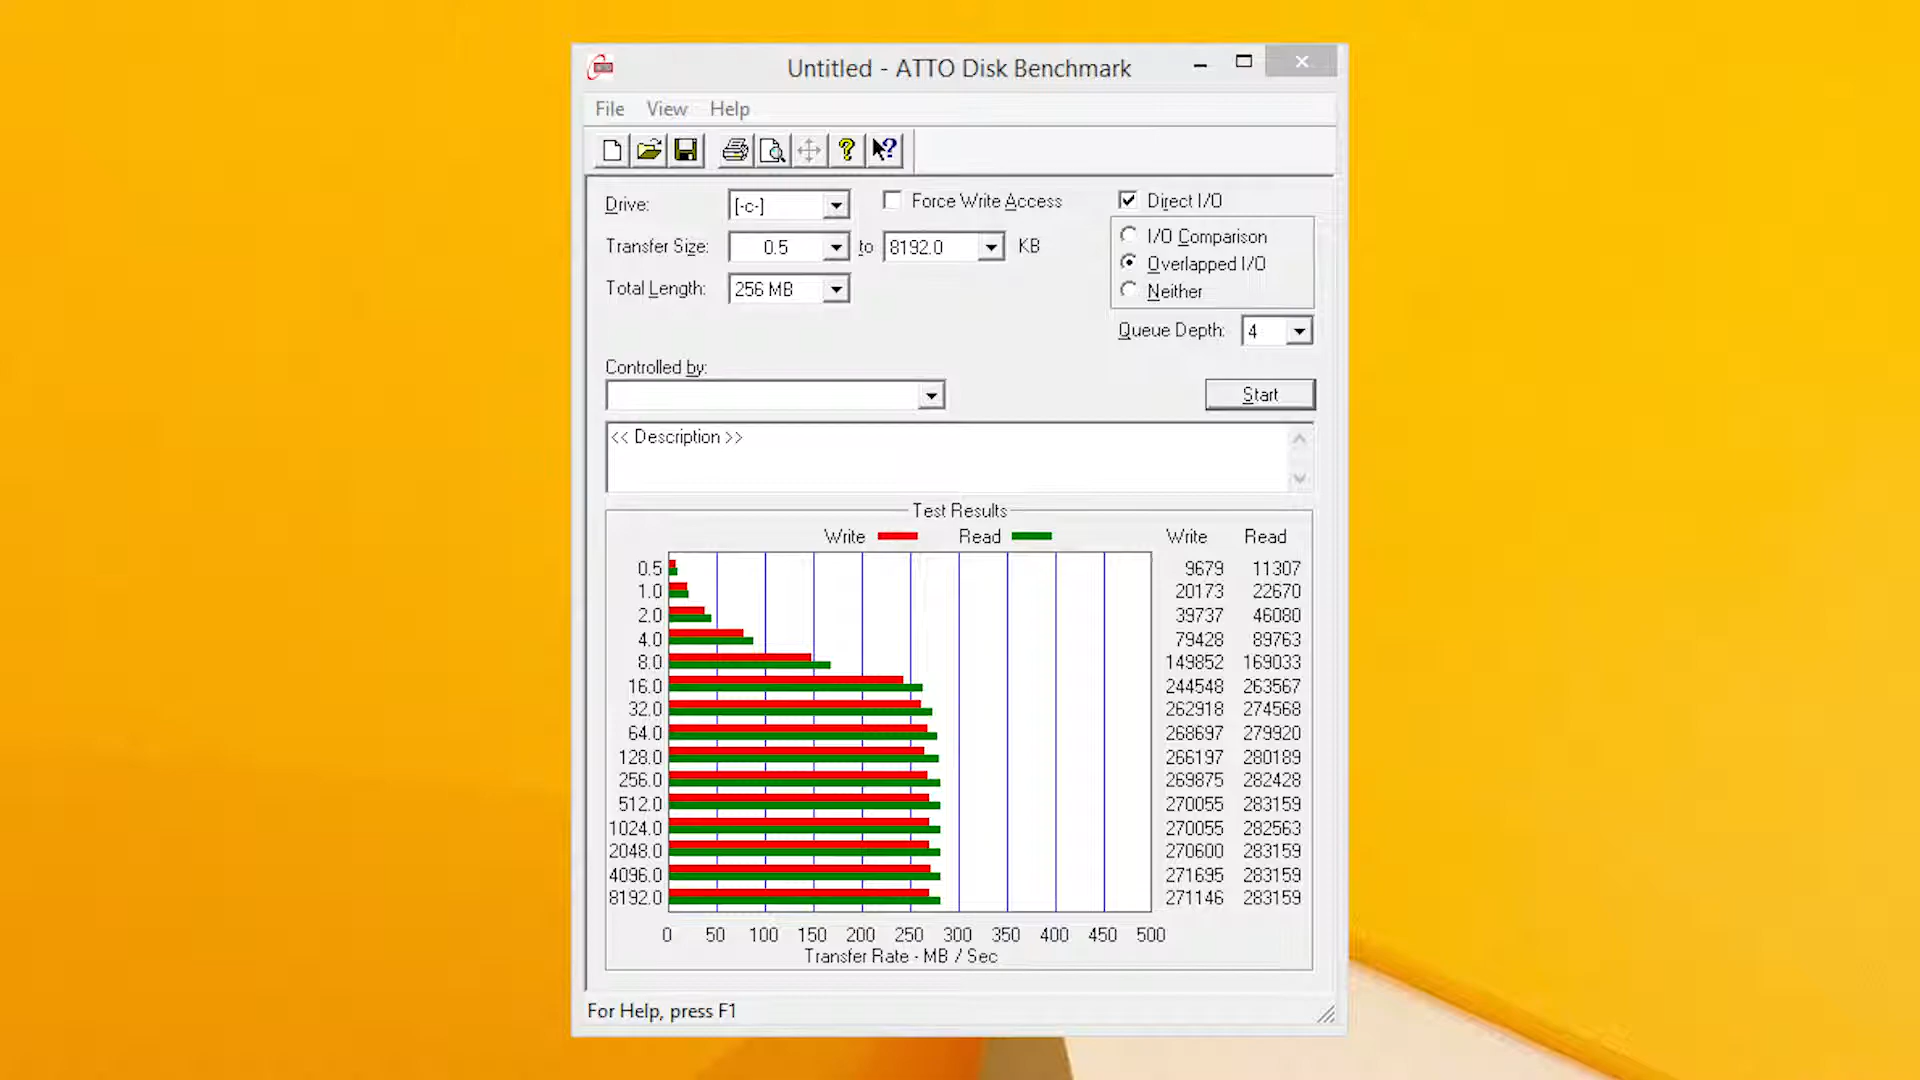 Untitled - ATTO Disk Benchmark
File View Help
Drive: [-c-] Force Write Access Direct I/O
I/O Comparison
Transfer Size: 0.5 to 8192.0 KB
Overlapped I/O
Total Length: 256 MB Neither
Queue Depth: 4
Controlled by:
Start
<< Description >>
Test Results
Write Read Write Read
0.5 9679 11307
1.0 20173 22670
2.0 39737 46080
4.0 79428 89763
8.0 149852 169033
16.0 244548 263567
32.0 262918 274568
64.0 268697 279920
128.0 266197 280189
256.0 269875 282428
512.0 270055 283159
1024.0 270055 282563
2048.0 270600 283159
4096.0 271695 283159
8192.0 271146 283159
0 50 100 150 200 250 300 350 400 450 500
Transfer Rate - MB / Sec
For Help, press F1